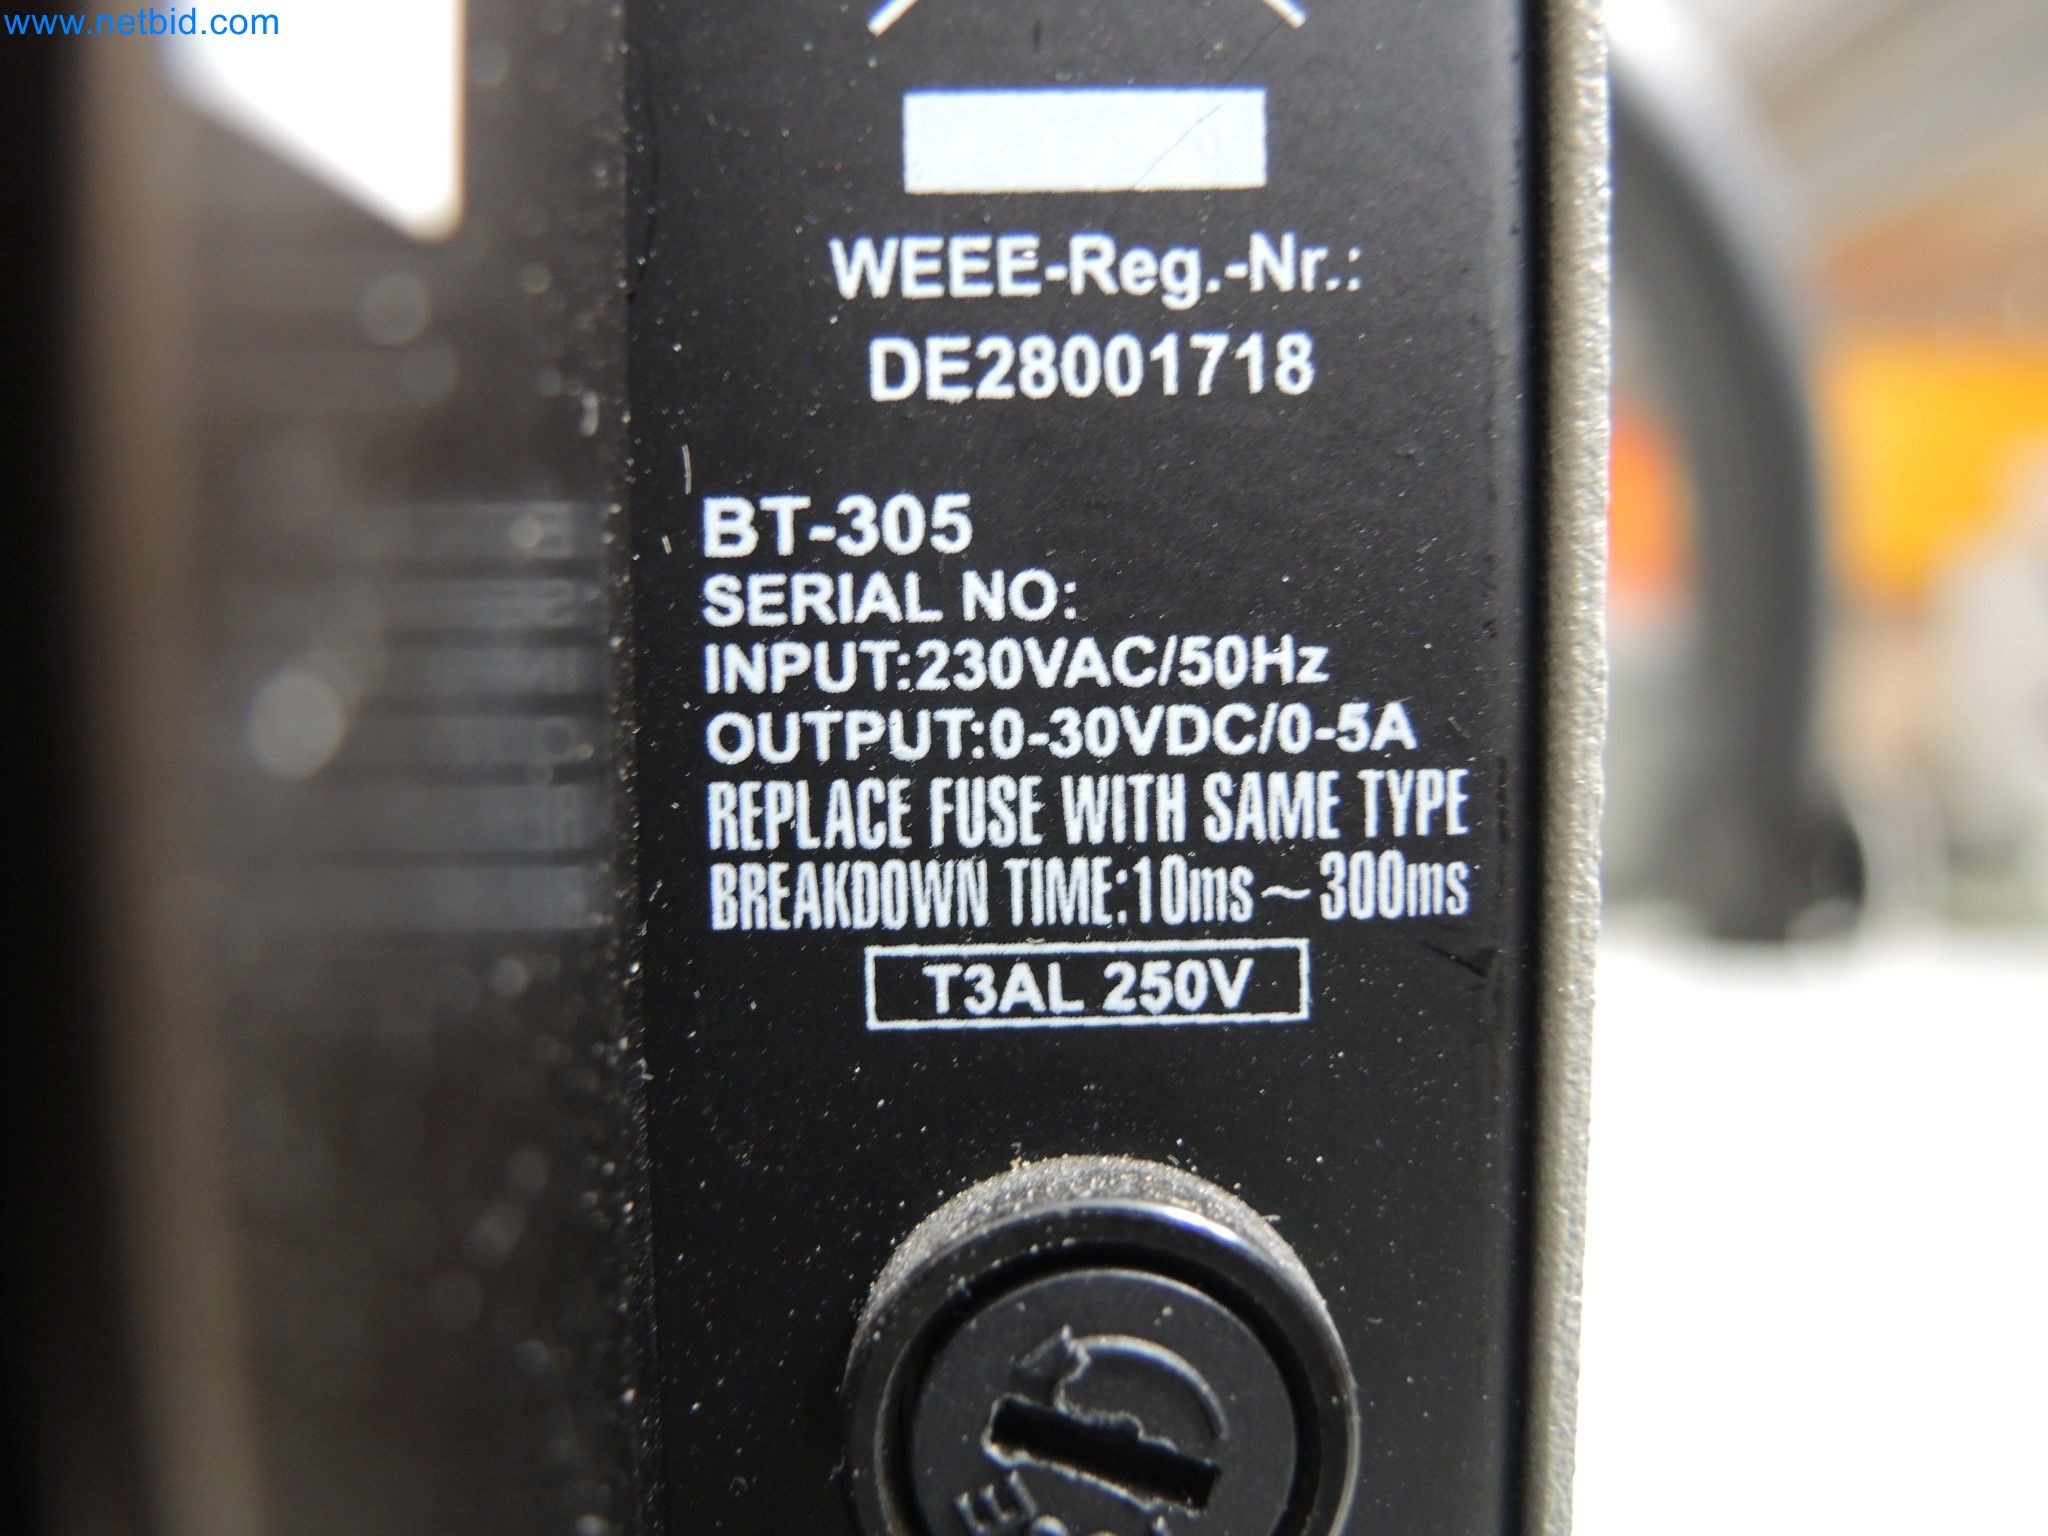 www.netbid.com
WEEE-Reg.-Nr.:
DE28001718
BT-305
SERIAL NO:
INPUT:230VAC/50Hz
OUTPUT:0-30VDC/0-5A
REPLACE FUSE WITH SAME TYPE
BREAKDOWN TIME:10ms~300ms
T3AL 250V